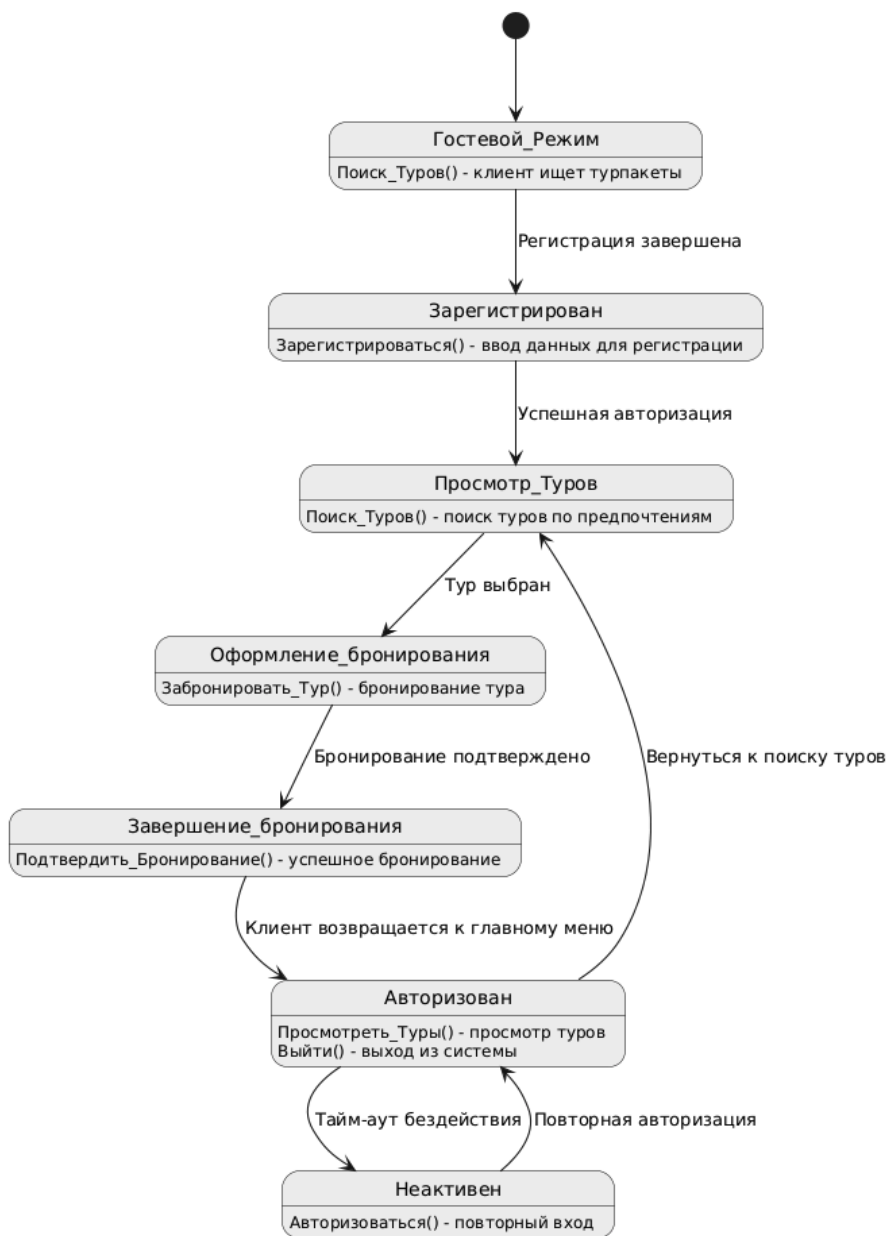 Гостевой_Режим
Поиск_Туров() - клиент ищет турпакеты
Регистрация завершена
Зарегистрирован
Зарегистрироваться() - ввод данных для регистрации
Успешная авторизация
Просмотр_Туров
Поиск_Туров() - поиск туров по предпочтениям
Тур выбран
Оформление_бронирования
Забронировать_Тур() - бронирование тура
Бронирование подтверждено
Вернуться к поиску туров
Завершение_бронирования
Подтвердить_Бронирование() - успешное бронирование
Клиент возвращается к главному меню
Авторизован
Просмотреть_Туры() - просмотр туров
Выйти() - выход из системы
Тайм-аут бездействия
Повторная авторизация
Неактивен
Авторизоваться() - повторный вход